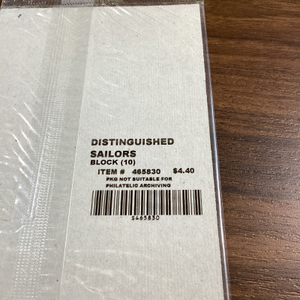 DISTINGUISHED
SAILORS
BLOCK (10)
ITEM # 465830 $4.40
PKG NOT SUITABLE FOR
PHILATELIC ARCHIVING
S465830